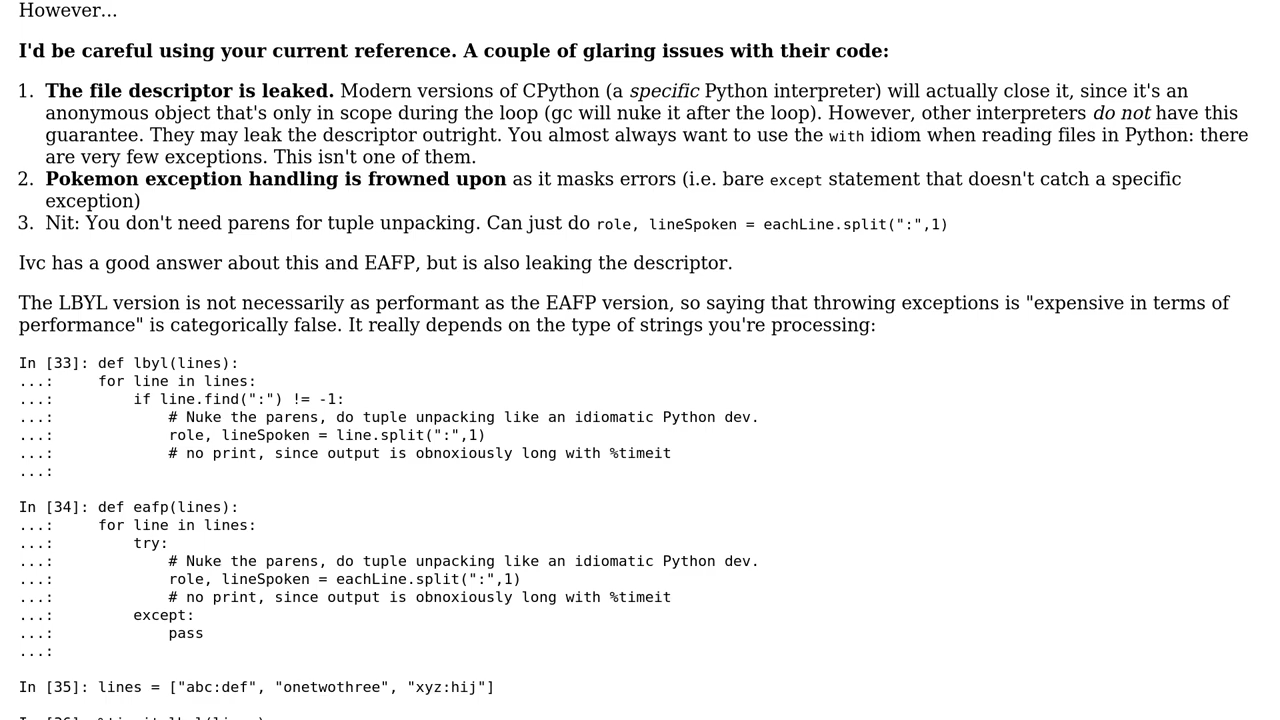 However...
I'd be careful using your current reference. A couple of glaring issues with their code:
1. The file descriptor is leaked. Modern versions of CPython (a specific Python interpreter) will actually close it, since it's an
anonymous object that's only in scope during the loop (gc will nuke it after the loop). However, other interpreters do not have this
guarantee. They may leak the descriptor outright. You almost always want to use the with idiom when reading files in Python: there
are very few exceptions. This isn't one of them.
2. Pokemon exception handling is frowned upon as it masks errors (i.e. bare except statement that doesn't catch a specific
exception)
3. Nit: You don't need parens for tuple unpacking. Can just do role, lineSpoken = eachLine.split(":",1)
Ivc has a good answer about this and EAFP, but is also leaking the descriptor.
The LBYL version is not necessarily as performant as the EAFP version, so saying that throwing exceptions is "expensive in terms of
performance" is categorically false. It really depends on the type of strings you're processing:
In [33]: def lbyl(lines):
...:     for line in lines:
...:         if line.find(":") != -1:
...:             # Nuke the parens, do tuple unpacking like an idiomatic Python dev.
...:             role, lineSpoken = line.split(":",1)
...:             # no print, since output is obnoxiously long with %timeit
...:
In [34]: def eafp(lines):
...:     for line in lines:
...:         try:
...:             # Nuke the parens, do tuple unpacking like an idiomatic Python dev.
...:             role, lineSpoken = eachLine.split(":",1)
...:             # no print, since output is obnoxiously long with %timeit
...:         except:
...:             pass
...:
In [35]: lines = ["abc:def", "onetwothree", "xyz:hij"]